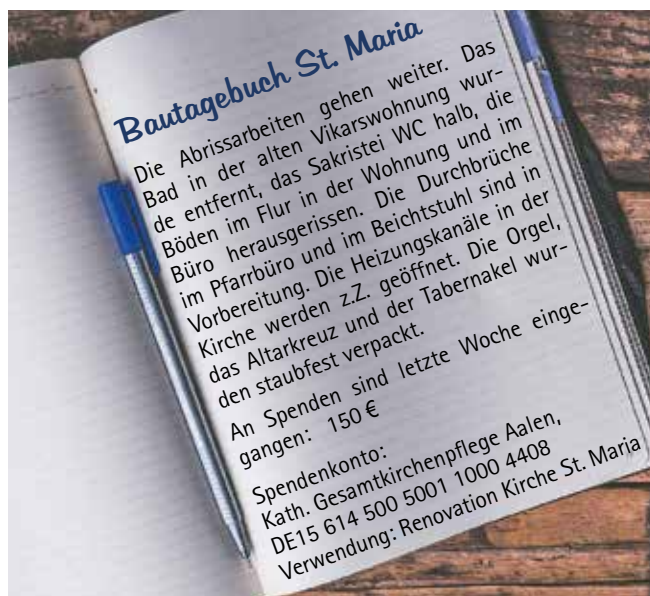 Bautagebuch St. Maria
Die Abrissarbeiten gehen weiter. Das
Bad in der alten Vikarswohnung wur-
de entfernt, das Sakristei WC halb, die
Böden im Flur in der Wohnung und im
Büro herausgerissen. Die Durchbrüche
im Pfarrbüro und im Beichtstuhl sind in
Vorbereitung. Die Heizungskanäle in der
Kirche werden z.Z. geöffnet. Die Orgel,
das Altarkreuz und der Tabernakel wur-
den staubfest verpackt.
An Spenden sind letzte Woche einge-
gangen: 150 €
Spendenkonto:
Kath. Gesamtkirchenpflege Aalen,
DE15 614 500 5001 1000 4408
Verwendung: Renovation Kirche St. Maria